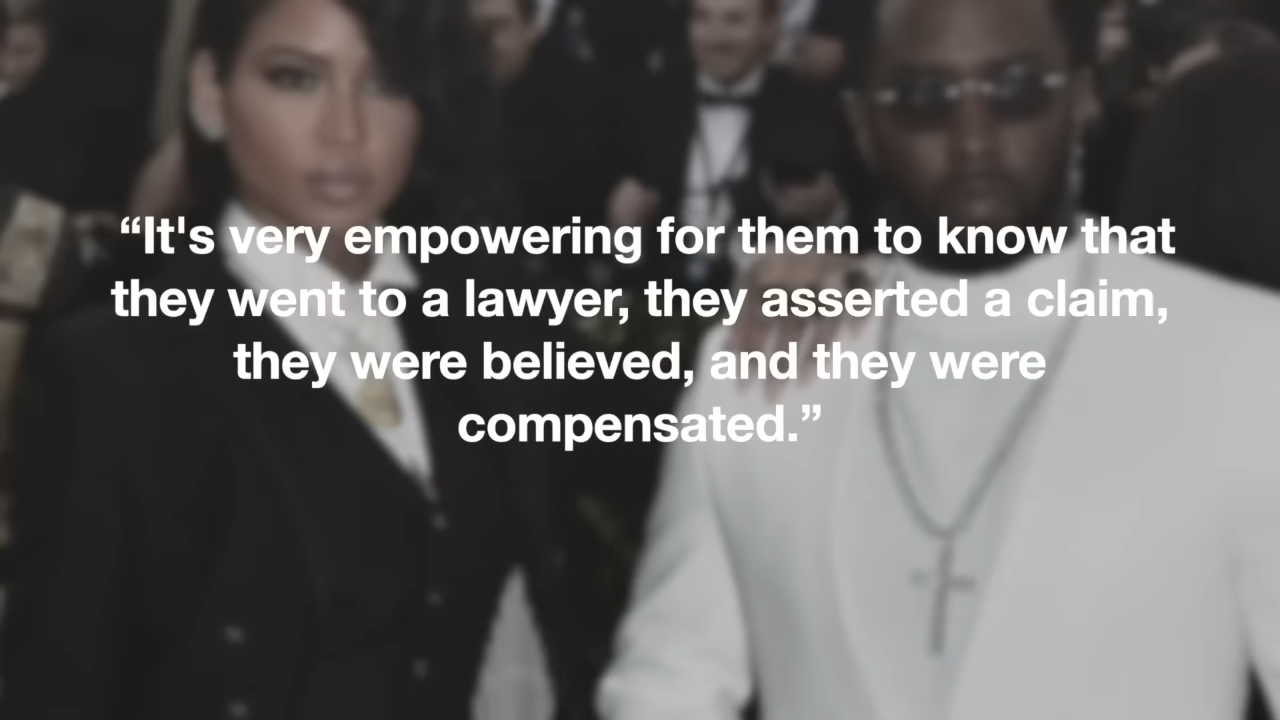 “It's very empowering for them to know that
they went to a lawyer, they asserted a claim,
they were believed, and they were
compensated.”